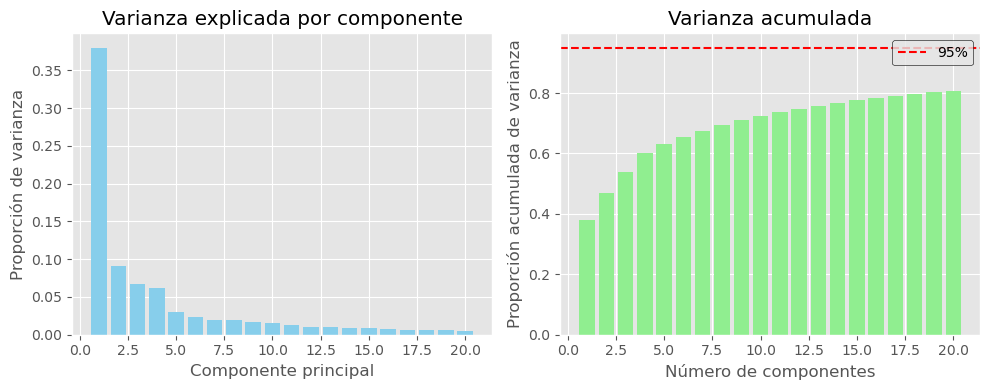 Varianza explicada por componente
Proporción de varianza
0.35
0.30
0.25
0.20
0.15
0.10
0.05
0.00
0.0 2.5 5.0 7.5 10.0 12.5 15.0 17.5 20.0
Componente principal
Varianza acumulada
Proporción acumulada de varianza
95%
0.8
0.6
0.4
0.2
0.0
0.0 2.5 5.0 7.5 10.0 12.5 15.0 17.5 20.0
Número de componentes